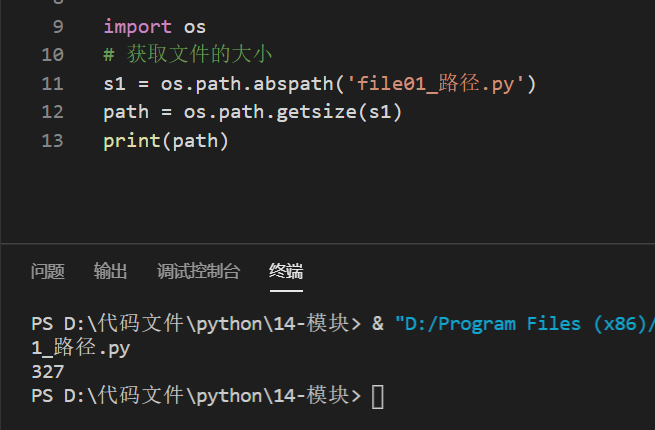 9 import os
10 # 获取文件的大小
11 s1 = os.path.abspath('file01_路径.py')
12 path = os.path.getsize(s1)
13 print(path)
问题 输出 调试控制台 终端
PS D:\代码文件\python\14-模块> & "D:/Program Files (x86)/
1_路径.py
327
PS D:\代码文件\python\14-模块>